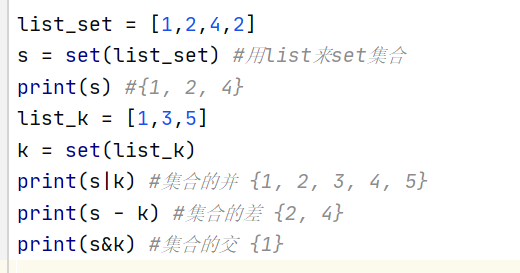 list_set = [1,2,4,2]
s = set(list_set) #用list来set集合
print(s) #{1, 2, 4}
list_k = [1,3,5]
k = set(list_k)
print(s|k) #集合的并 {1, 2, 3, 4, 5}
print(s - k) #集合的差 {2, 4}
print(s&k) #集合的交 {1}